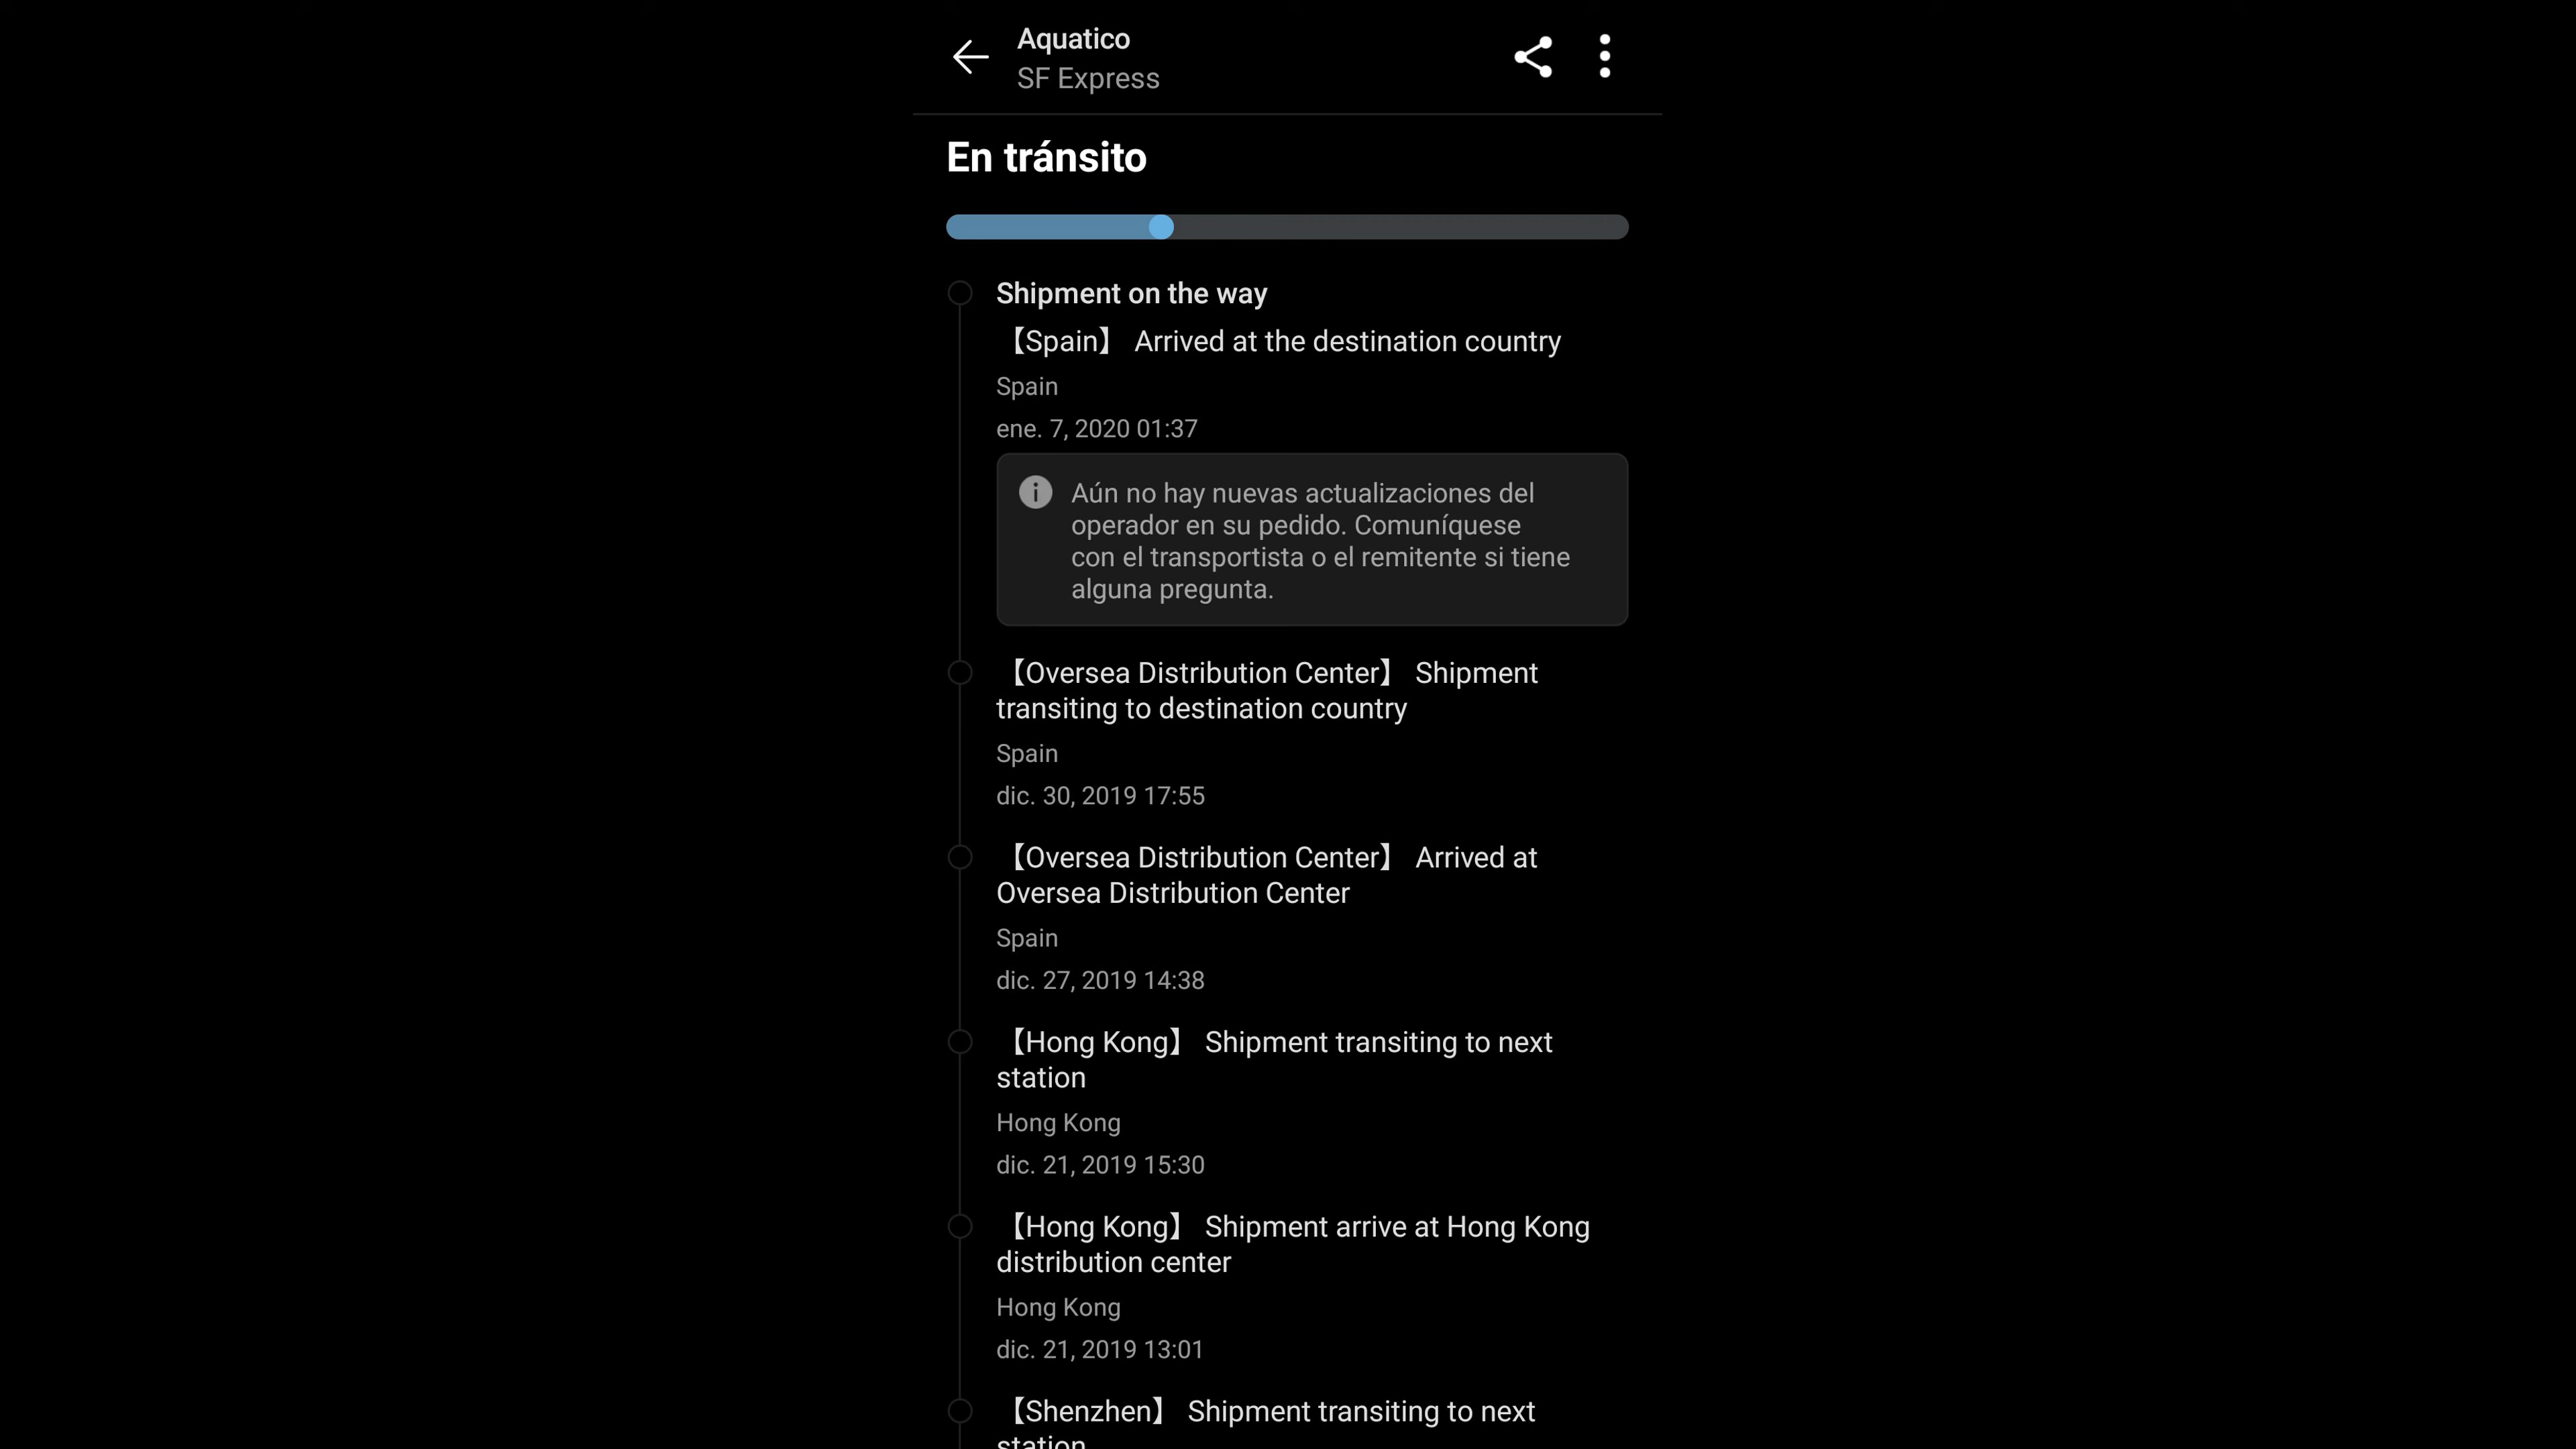 Aquatico
SF Express
En tránsito
Shipment on the way
【Spain】 Arrived at the destination country
Spain
ene. 7, 2020 01:37
Aún no hay nuevas actualizaciones del
operador en su pedido. Comuníquese
con el transportista o el remitente si tiene
alguna pregunta.
【Oversea Distribution Center】 Shipment
transiting to destination country
Spain
dic. 30, 2019 17:55
【Oversea Distribution Center】 Arrived at
Oversea Distribution Center
Spain
dic. 27, 2019 14:38
【Hong Kong】 Shipment transiting to next
station
Hong Kong
dic. 21, 2019 15:30
【Hong Kong】 Shipment arrive at Hong Kong
distribution center
Hong Kong
dic. 21, 2019 13:01
【Shenzhen】 Shipment transiting to next
station